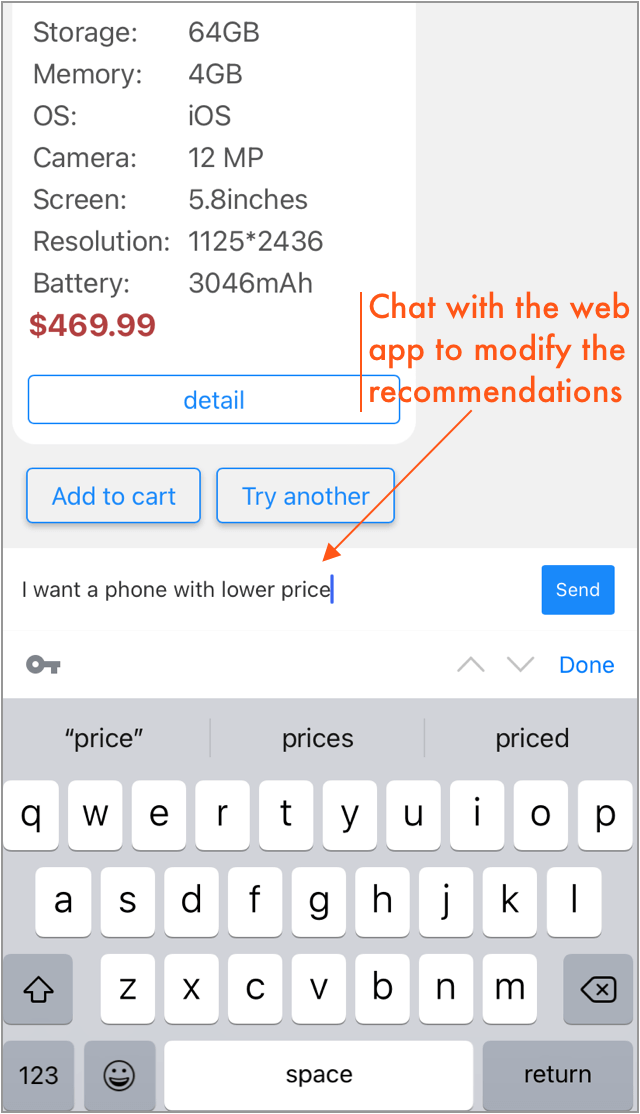 Storage: 64GB
Memory: 4GB
OS: iOS
Camera: 12 MP
Screen: 5.8inches
Resolution: 1125*2436
Battery: 3046mAh
$469.99
Chat with the web
app to modify the
recommendations
detail
Add to cart Try another
I want a phone with lower price Send
Done
“price” prices priced
q w e r t y u i o p
a s d f g h j k l
z x c v b n m
123 space return